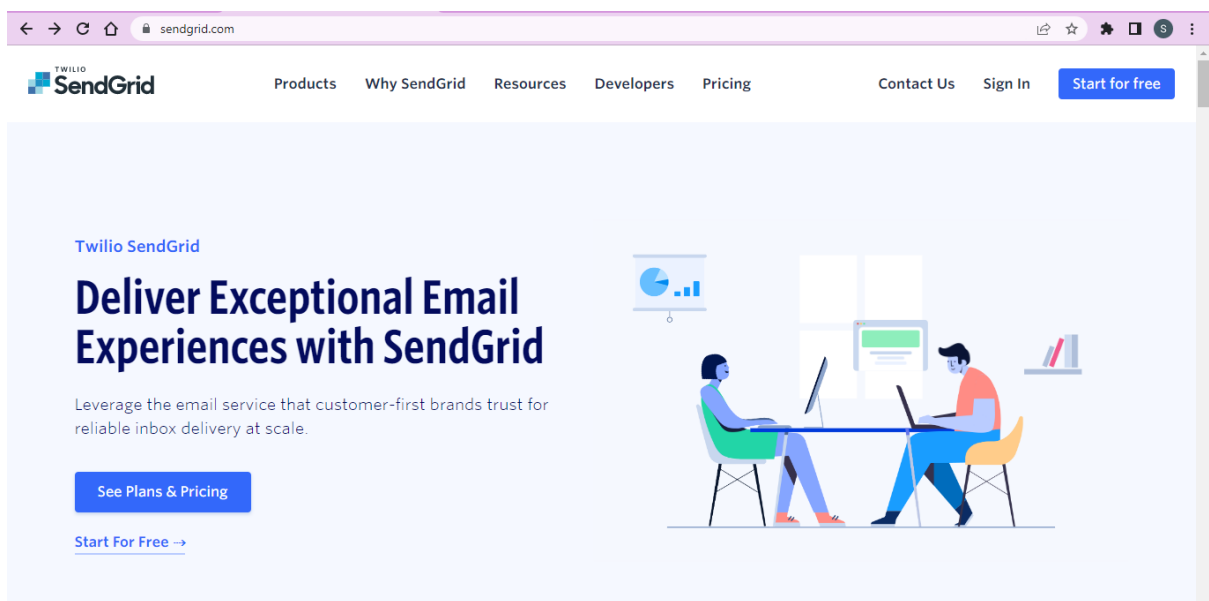 sendgrid.com
S
TWILIO
SendGrid
Products Why SendGrid Resources Developers Pricing Contact Us Sign In Start for free
Twilio SendGrid
Deliver Exceptional Email
Experiences with SendGrid
Leverage the email service that customer-first brands trust for
reliable inbox delivery at scale.
See Plans & Pricing
Start For Free →